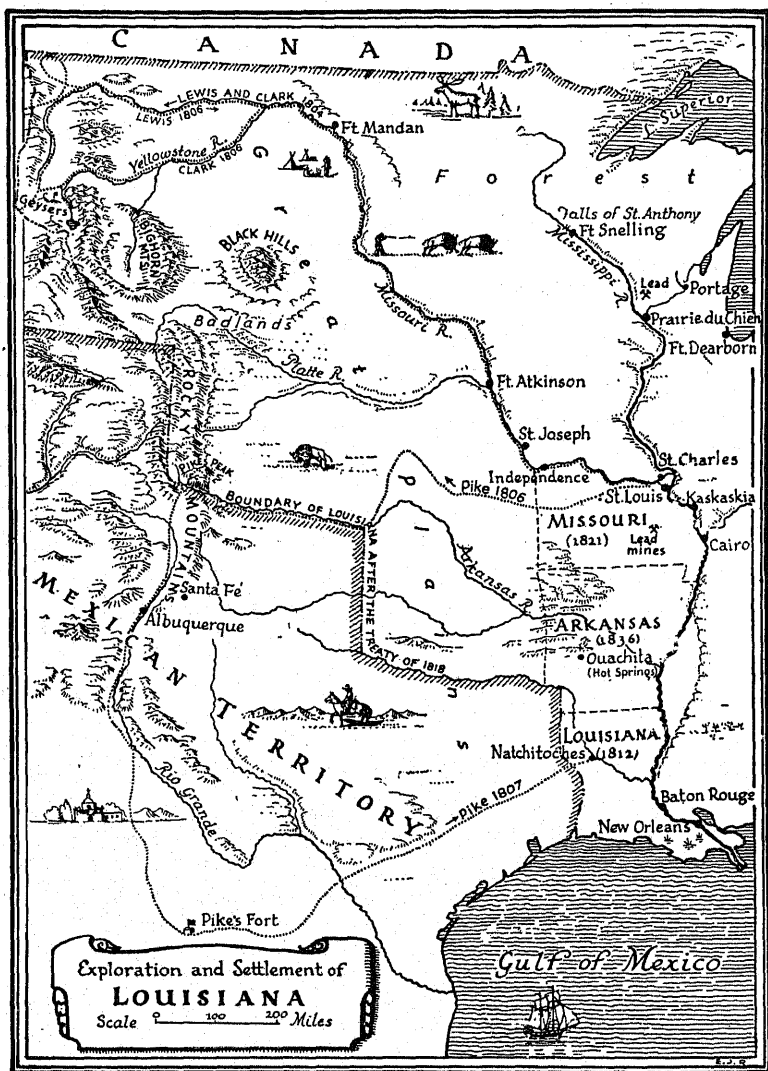 CANADA
L. Superior
← LEWIS AND CLARK 1804
LEWIS 1806 →
Ft. Mandan
Yellowstone R.
CLARK 1806
Forest
Geysers
BIGHORN MTS.
Falls of St. Anthony
Ft Snelling
Mississippi R.
BLACK HILLS
Great Plains
Lead
Portage
Missouri R.
Prairie du Chien
Badlands
Ft. Dearborn
Platte R.
ROCKY MOUNTAINS
Ft. Atkinson
St. Joseph
PIKES PEAK
Independence
St. Charles
Pike 1806
St. Louis
Kaskaskia
BOUNDARY OF LOUISIANA AFTER THE TREATY OF 1818
MISSOURI
(1821)
Lead
mines
Cairo
Arkansas R.
MEXICAN TERRITORY
Santa Fé
Albuquerque
ARKANSAS
(1836)
Ouachita
(Hot Springs)
LOUISIANA
Natchitoches (1812)
Rio Grande
→Pike 1807
Baton Rouge
New Orleans
Pike's Fort
Gulf of Mexico
Exploration and Settlement of
LOUISIANA
Scale 0 100 200 Miles